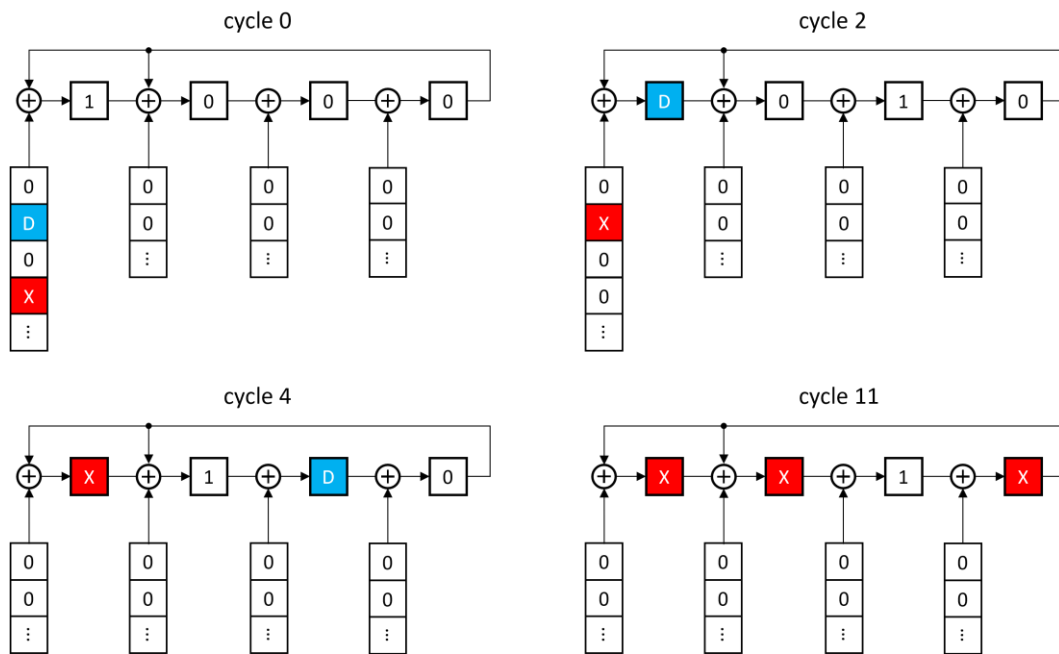 cycle 0
1 0 0 0
0 0 0 0
D 0 0 0
0 ⋮ ⋮ ⋮
X
⋮
cycle 2
D 0 1 0
0 0 0 0
X 0 0 0
0 ⋮ ⋮ ⋮
0
⋮
cycle 4
X 1 D 0
0 0 0 0
0 0 0 0
⋮ ⋮ ⋮ ⋮
cycle 11
X X 1 X
0 0 0 0
0 0 0 0
⋮ ⋮ ⋮ ⋮